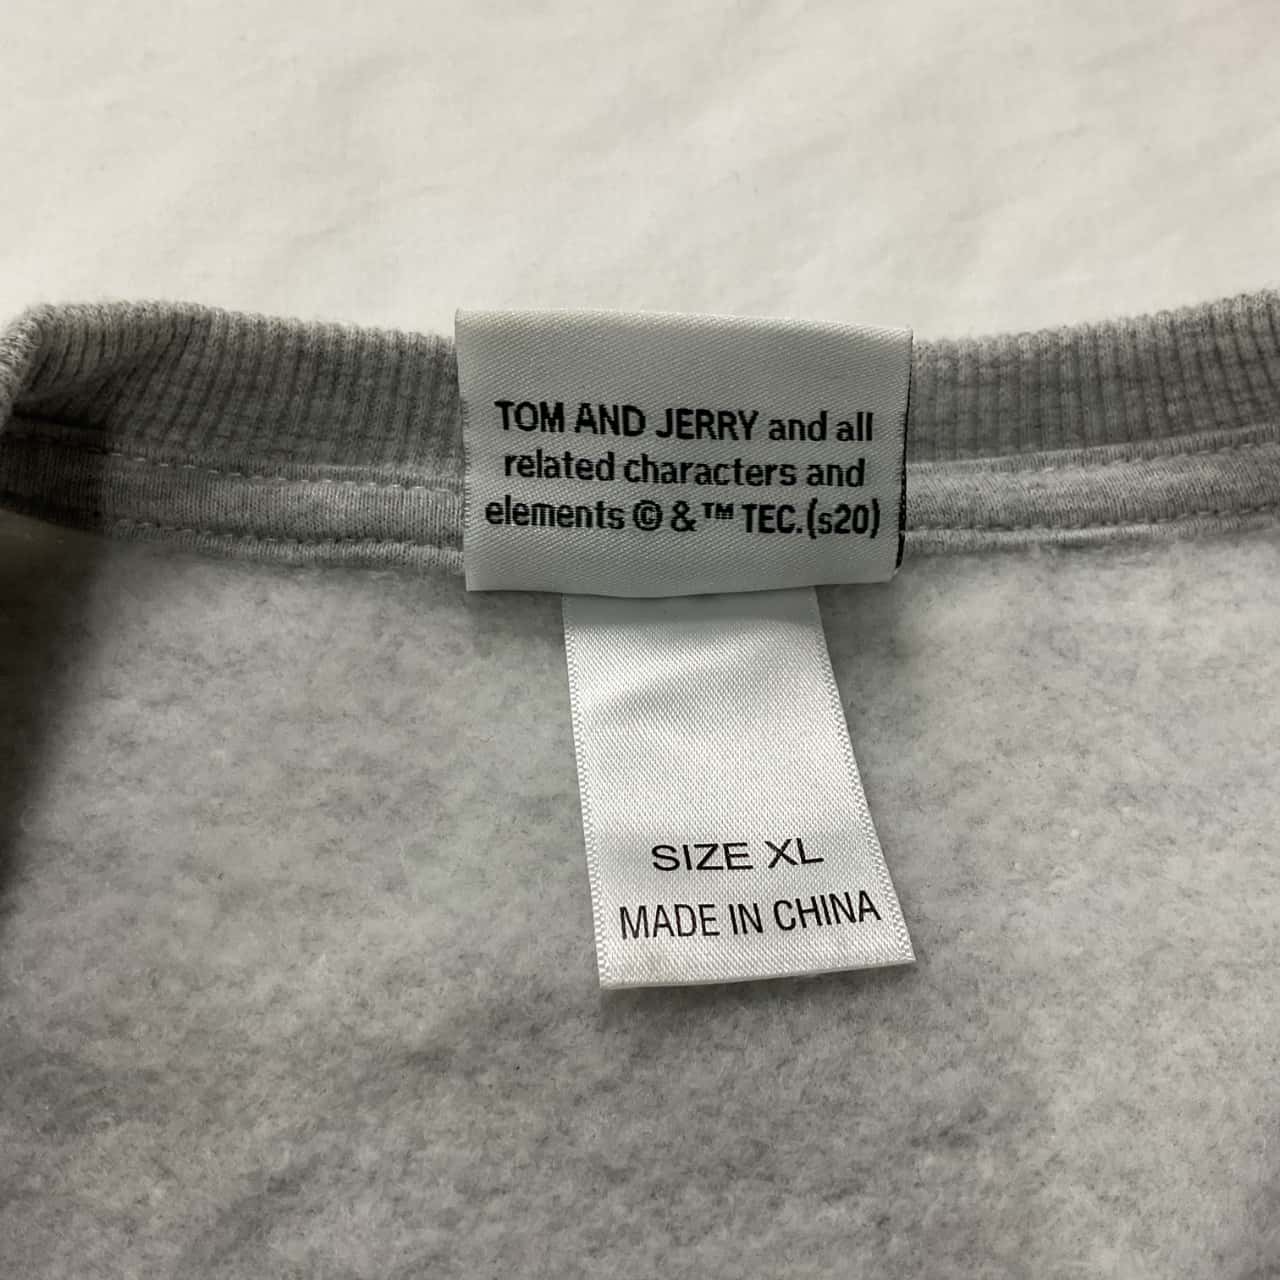 TOM AND JERRY and all
related characters and
elements © & ™ TEC.(s20)
SIZE XL
MADE IN CHINA